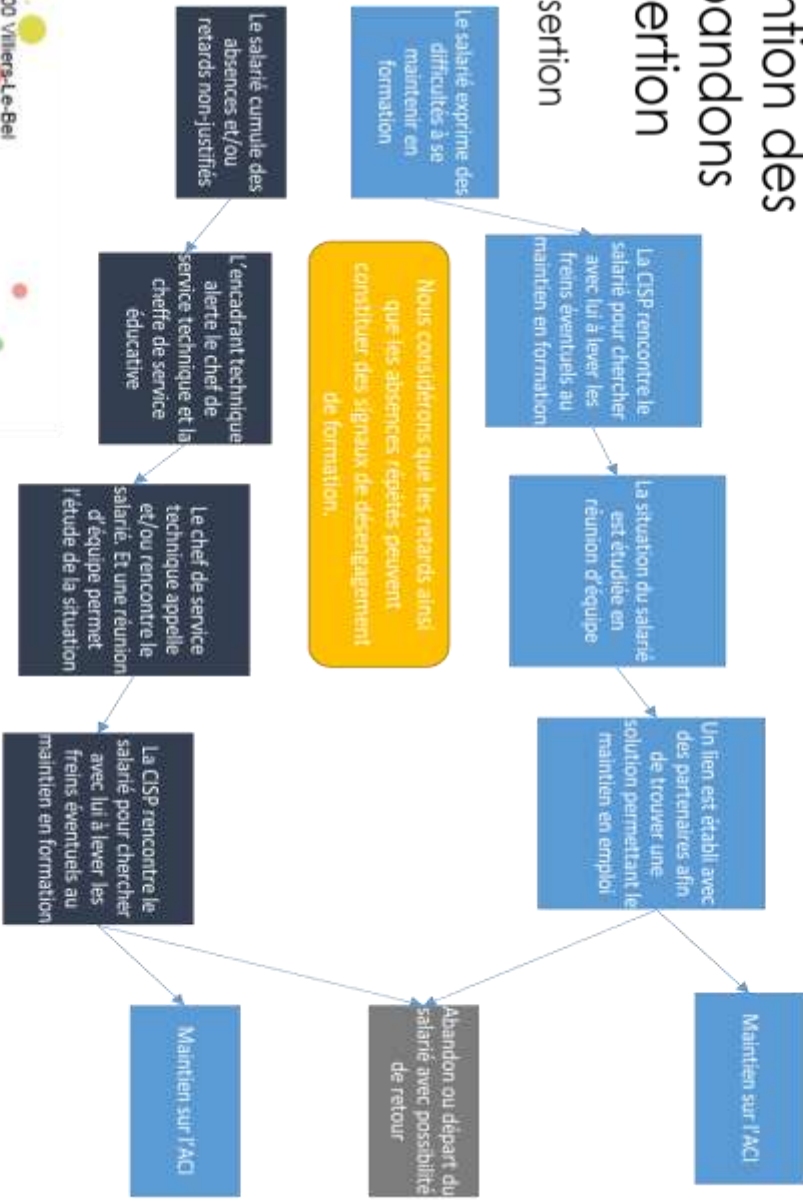 ntion des
bandons
ertion
sertion
Le salarié exprime des
difficultés à se
maintenir en
formation
La CISP rencontre le
salarié pour chercher
avec lui à lever les
freins éventuels au
maintien en formation
La situation du salarié
est étudiée en
réunion d'équipe
Un lien est établi avec
des partenaires afin
de trouver une
solution permettant le
maintien en emploi
Maintien sur l'ACI
Nous considérons que les retards ainsi
que les absences répétés peuvent
constituer des signaux de désengagement
de formation.
Abandon ou départ du
salarié avec possibilité
de retour
Le salarié cumule des
absences et/ou
retards non-justifiés
L'encadrant technique
alerte le chef de
service technique et la
cheffe de service
éducative
Le chef de service
technique appelle
et/ou rencontre le
salarié. Et une réunion
d'équipe permet
l'étude de la situation
La CISP rencontre le
salarié pour chercher
avec lui à lever les
freins éventuels au
maintien en formation
Maintien sur l'ACI
00 Villiers-Le-Bel